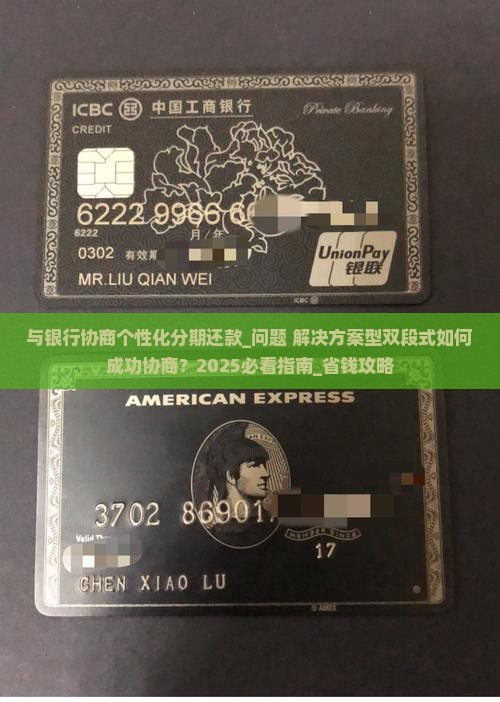 ICBC 中国工商银行
Private Banking
CREDIT
6222 9966 6
6222
月/年
0302 有效期
UnionPay
银联
MR.LIU QIAN WEI
ICBC
与银行协商个性化分期还款_问题 解决方案型双段式如何
成功协商？2025必看指南_省钱攻略
AMERICAN EXPRESS
AM EX
3702 86901
MEMBER SINCE
Valid Th
17
CHEN XIAO LU
© AMEX